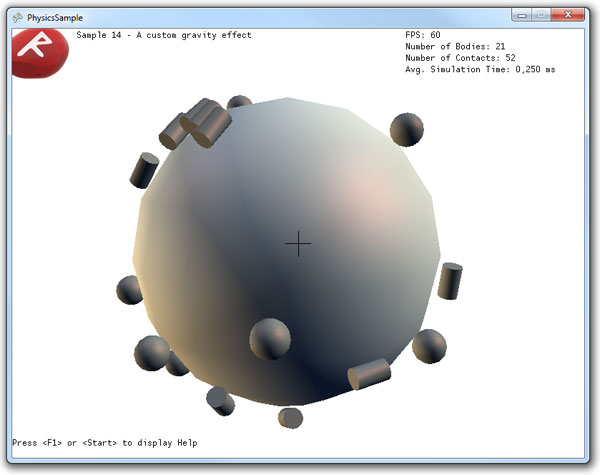 PhysicsSample
Sample 14 - A custom gravity effect
FPS: 60
Number of Bodies: 21
Number of Contacts: 52
Avg. Simulation Time: 0,250 ms
R
Press <F1> or <Start> to display Help